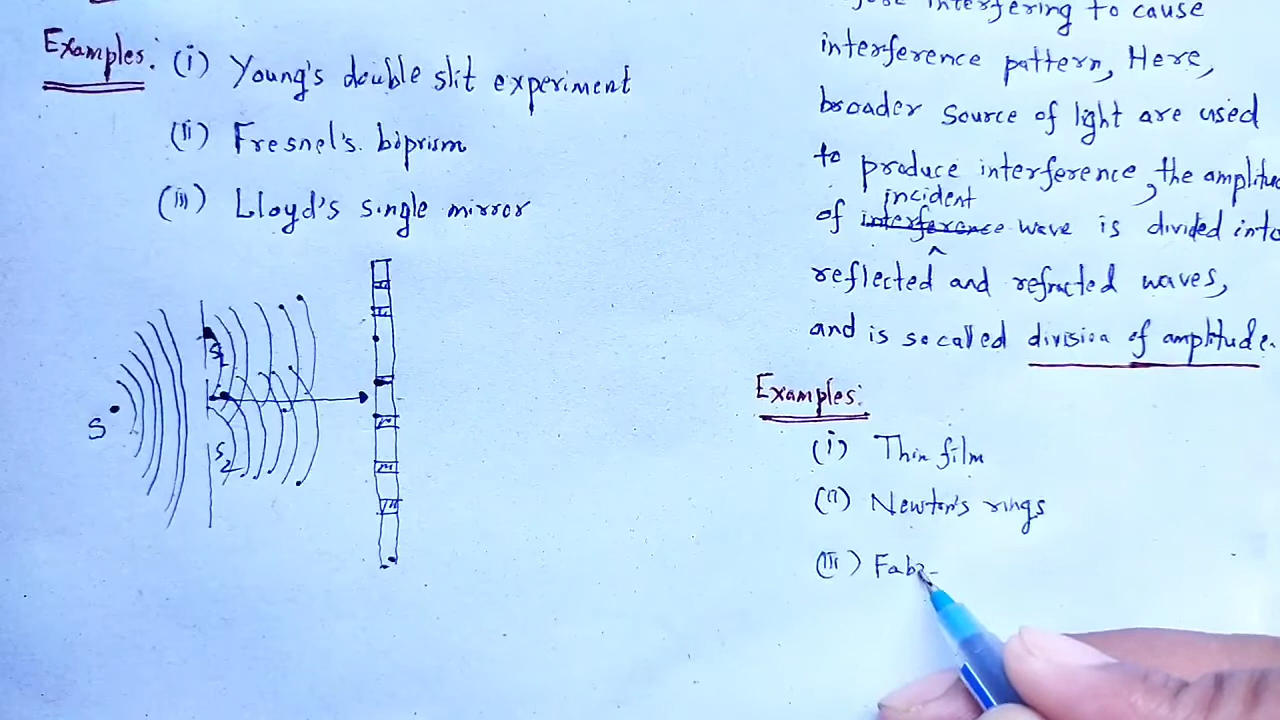 Examples: (i) Young's double slit experiment
(ii) Fresnel's biprism
(iii) Lloyd's single mirror
S
S1
S2
interfering to cause
interference pattern, Here,
broader source of light are used
to produce interference, the amplitud
incident
of interference wave is divided into
reflected and refracted waves,
and is so called division of amplitude.
Examples:
(i) Thin film
(ii) Newton's rings
(iii) Fab